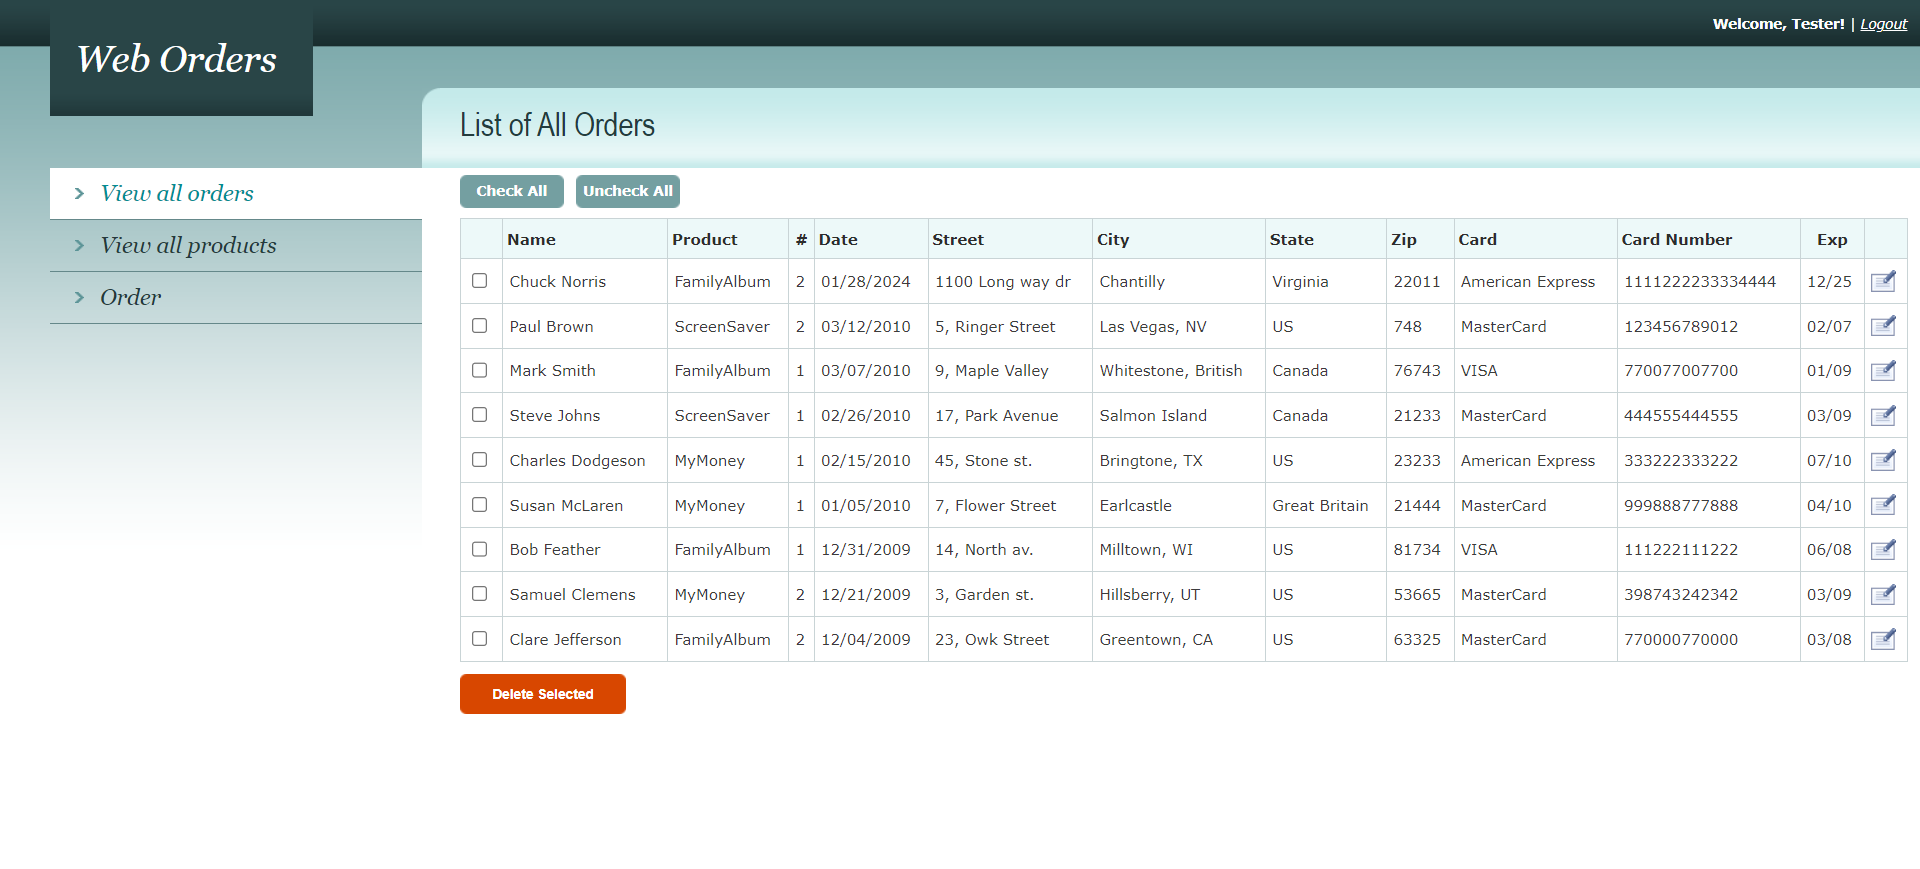 Welcome, Tester! | Logout
Web Orders
List of All Orders
View all orders
View all products
Order
Check All Uncheck All
Name Product # Date Street City State Zip Card Card Number Exp
Chuck Norris FamilyAlbum 2 01/28/2024 1100 Long way dr Chantilly Virginia 22011 American Express 1111222233334444 12/25
Paul Brown ScreenSaver 2 03/12/2010 5, Ringer Street Las Vegas, NV US 748 MasterCard 123456789012 02/07
Mark Smith FamilyAlbum 1 03/07/2010 9, Maple Valley Whitestone, British Canada 76743 VISA 770077007700 01/09
Steve Johns ScreenSaver 1 02/26/2010 17, Park Avenue Salmon Island Canada 21233 MasterCard 444555444555 03/09
Charles Dodgeson MyMoney 1 02/15/2010 45, Stone st. Bringtone, TX US 23233 American Express 333222333222 07/10
Susan McLaren MyMoney 1 01/05/2010 7, Flower Street Earlcastle Great Britain 21444 MasterCard 999888777888 04/10
Bob Feather FamilyAlbum 1 12/31/2009 14, North av. Milltown, WI US 81734 VISA 111222111222 06/08
Samuel Clemens MyMoney 2 12/21/2009 3, Garden st. Hillsberry, UT US 53665 MasterCard 398743242342 03/09
Clare Jefferson FamilyAlbum 2 12/04/2009 23, Owk Street Greentown, CA US 63325 MasterCard 770000770000 03/08
Delete Selected